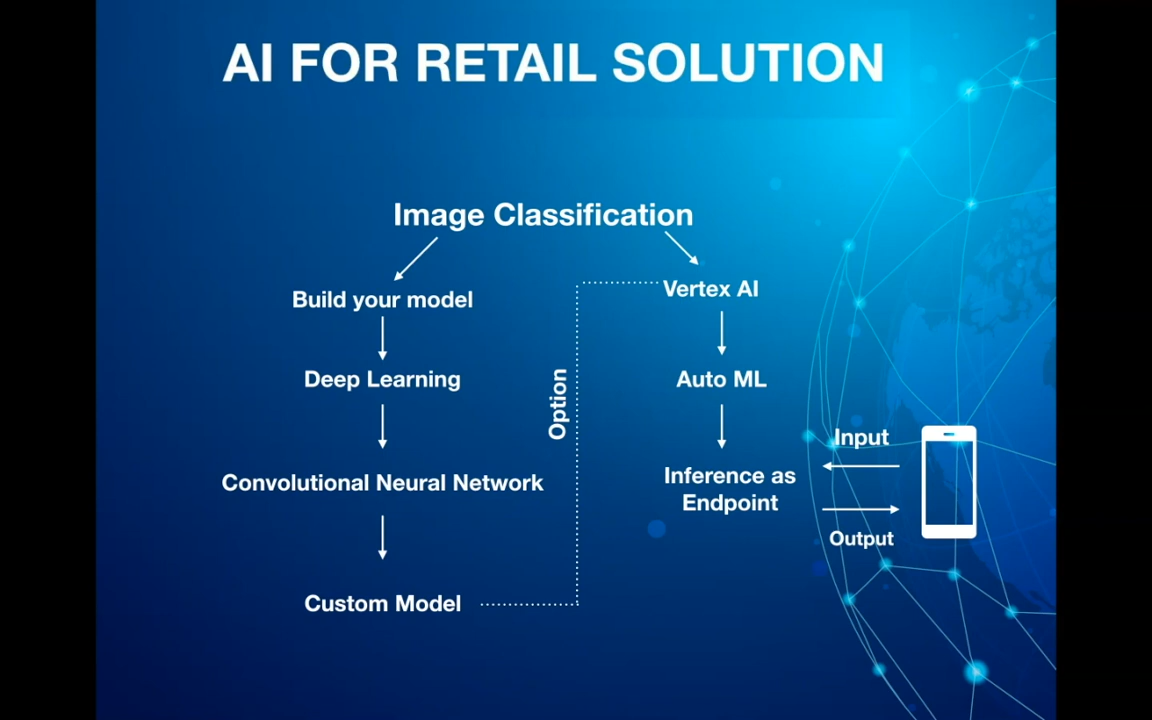 AI FOR RETAIL SOLUTION
Image Classification
Build your model
Vertex AI
Deep Learning
Auto ML
Option
Convolutional Neural Network
Inference as
Endpoint
Input
Output
Custom Model